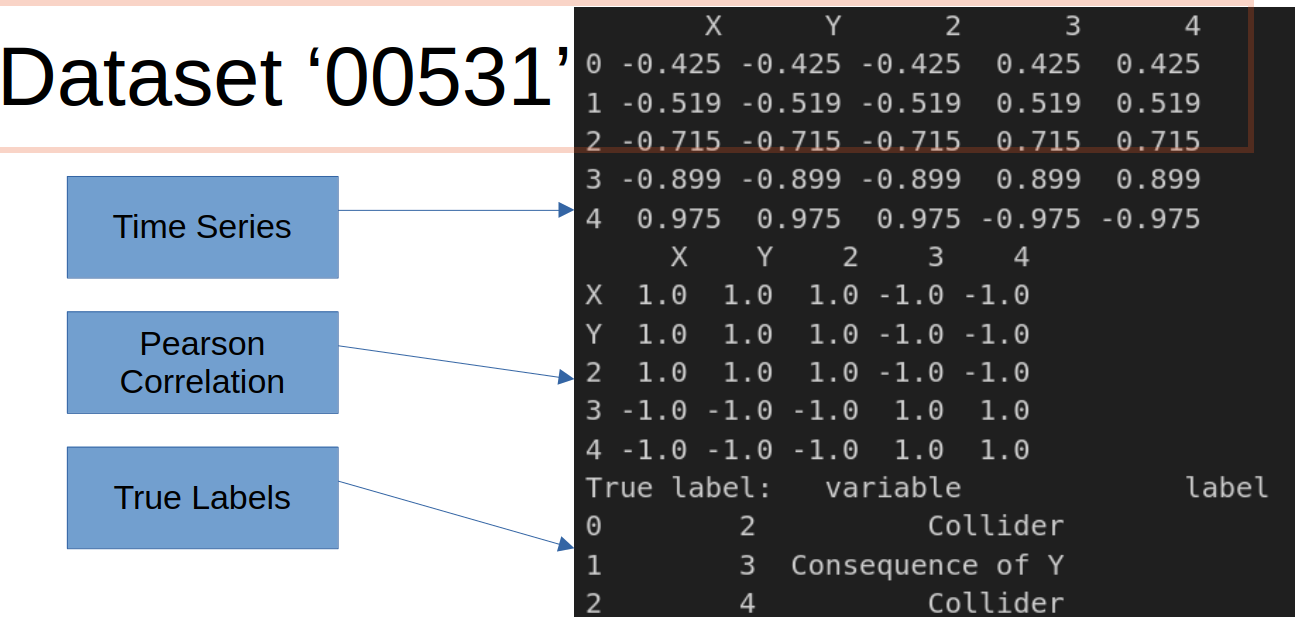 Dataset ‘00531’
Time Series
Pearson
Correlation
True Labels
X Y 2 3 4
0 -0.425 -0.425 -0.425 0.425 0.425
1 -0.519 -0.519 -0.519 0.519 0.519
2 -0.715 -0.715 -0.715 0.715 0.715
3 -0.899 -0.899 -0.899 0.899 0.899
4 0.975 0.975 0.975 -0.975 -0.975
X Y 2 3 4
X 1.0 1.0 1.0 -1.0 -1.0
Y 1.0 1.0 1.0 -1.0 -1.0
2 1.0 1.0 1.0 -1.0 -1.0
3 -1.0 -1.0 -1.0 1.0 1.0
4 -1.0 -1.0 -1.0 1.0 1.0
True label: variable label
0 2 Collider
1 3 Consequence of Y
2 4 Collider